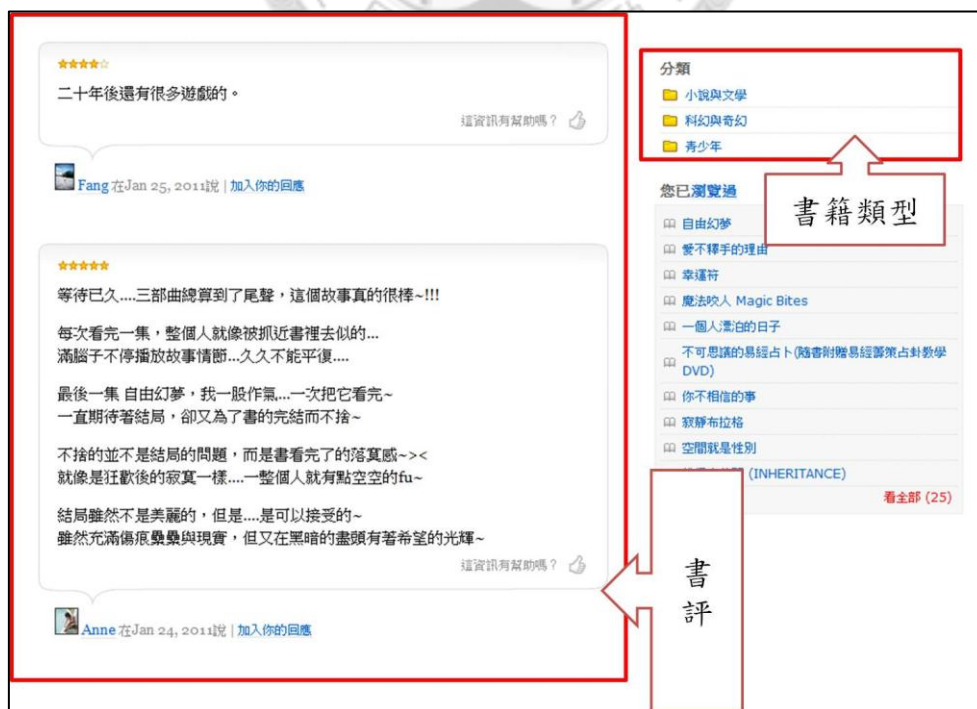 二十年後還有很多遊戲的。
這資訊有幫助嗎？
Fang 在Jan 25, 2011說 | 加入你的回應
等待已久....三部曲總算到了尾聲，這個故事真的很棒~!!!
每次看完一集，整個人就像被抓近書裡去似的...
滿腦子不停播放故事情節...久久不能平復....
最後一集 自由幻夢，我一股作氣...一次把它看完~
一直期待著結局，卻又為了書的完結而不捨~
不捨的並不是結局的問題，而是書看完了的落寞感~><
就像是狂歡後的寂寞一樣....一整個人就有點空空的fu~
結局雖然不是美麗的，但是....是可以接受的~
雖然充滿傷痕纍纍與現實，但又在黑暗的盡頭有著希望的光輝~
這資訊有幫助嗎？
Anne 在Jan 24, 2011說 | 加入你的回應
書評
分類
小說與文學
科幻與奇幻
青少年
書籍類型
您已瀏覽過
自由幻夢
愛不釋手的理由
幸運符
魔法咬人 Magic Bites
一個人漂泊的日子
不可思議的易經占卜(隨書附贈易經蓍策占卦教學
DVD)
你不相信的事
寂靜布拉格
空間就是性別
(INHERITANCE)
看全部 (25)